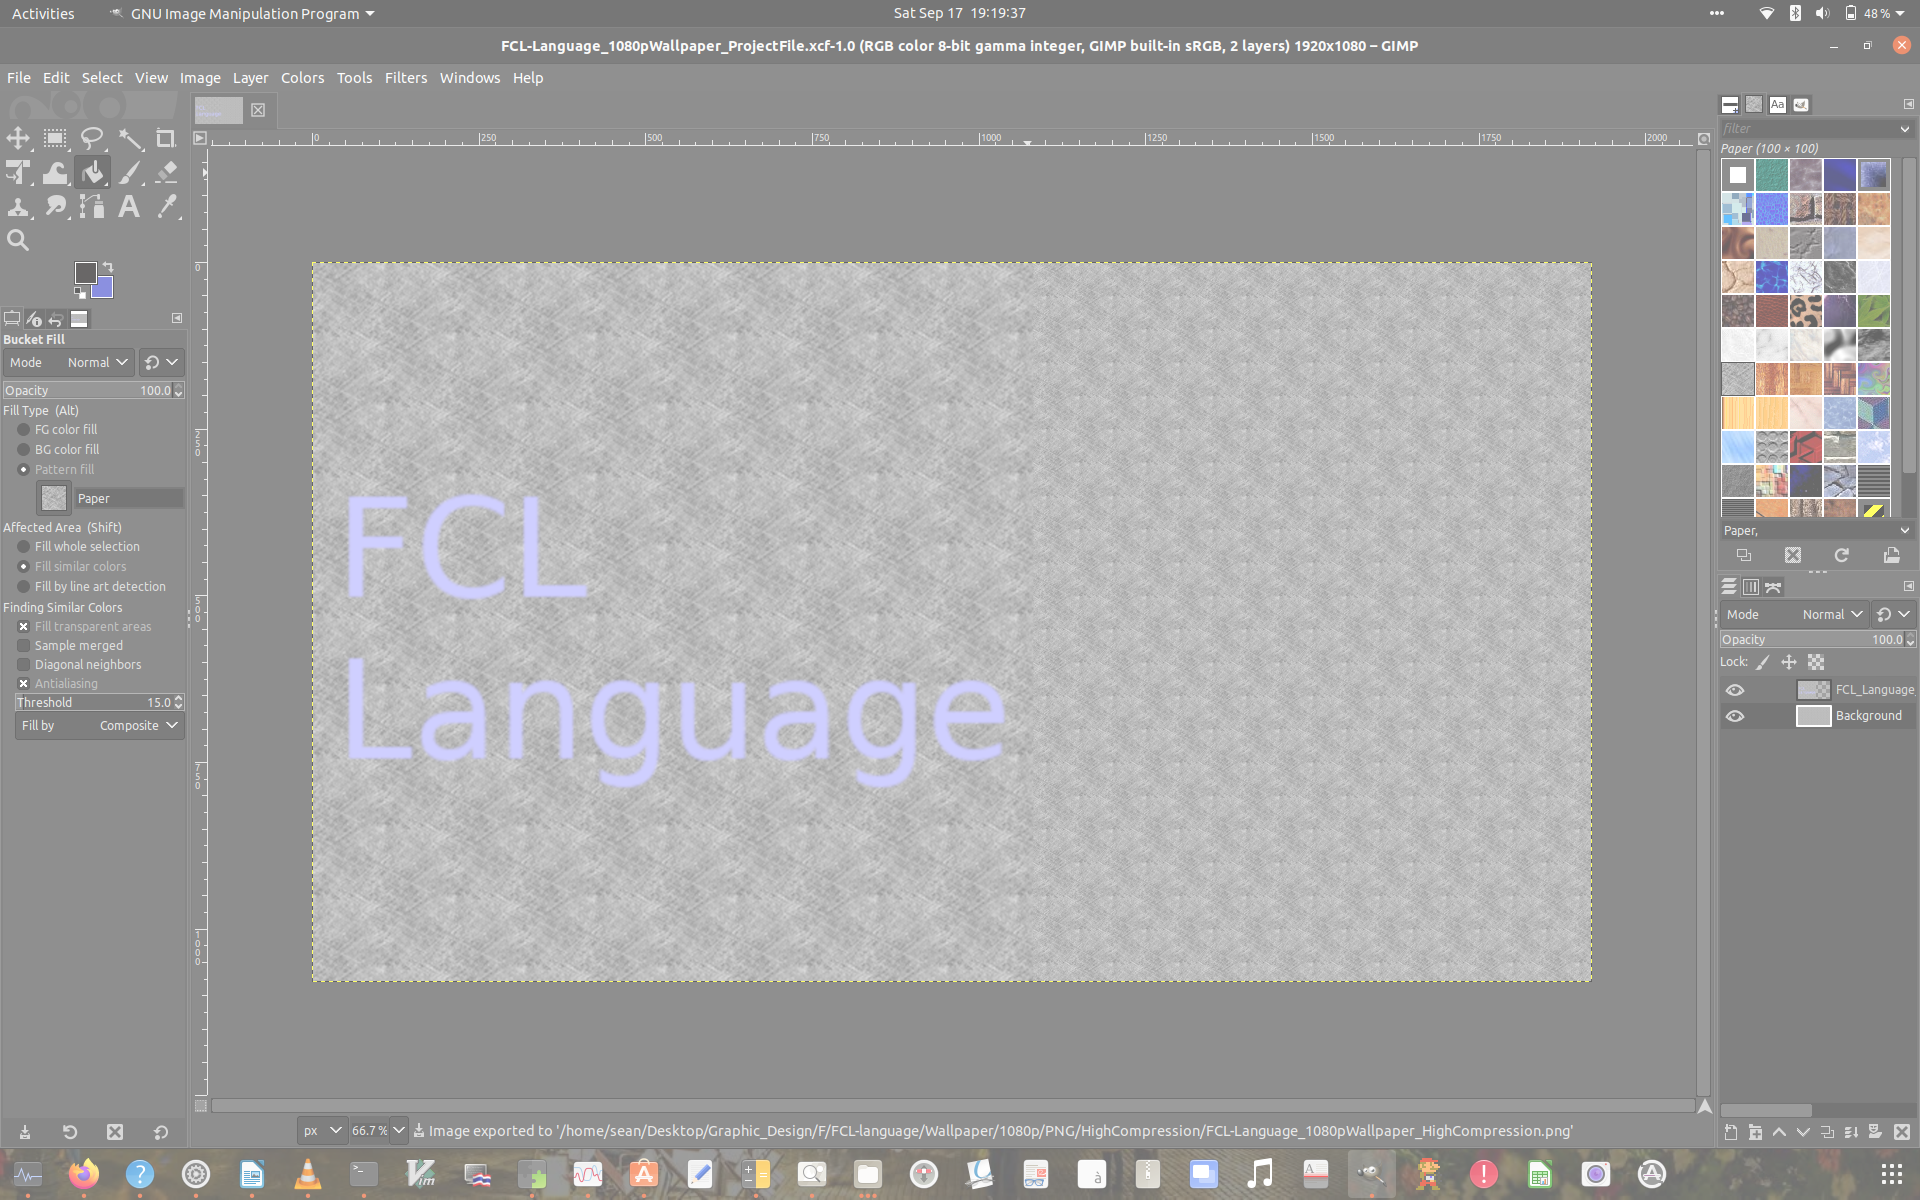 Activities
GNU Image Manipulation Program
Sat Sep 17 19:19:37
48 %
FCL-Language_1080pWallpaper_ProjectFile.xcf-1.0 (RGB color 8-bit gamma integer, GIMP built-in sRGB, 2 layers) 1920x1080 – GIMP
File Edit Select View Image Layer Colors Tools Filters Windows Help
0 250 500 750 1000 1250 1500 1750 2000
0
250
500
750
1000
Bucket Fill
Mode Normal
Opacity 100.0
Fill Type (Alt)
FG color fill
BG color fill
Pattern fill
Paper
Affected Area (Shift)
Fill whole selection
Fill similar colors
Fill by line art detection
Finding Similar Colors
Fill transparent areas
Sample merged
Diagonal neighbors
Antialiasing
Threshold 15.0
Fill by Composite
FCL
Language
Aa
filter
Paper (100 × 100)
Paper,
Mode Normal
Opacity 100.0
Lock:
FCL_Language_
Background
px
66.7 %
Image exported to '/home/sean/Desktop/Graphic_Design/F/FCL-language/Wallpaper/1080p/PNG/HighCompression/FCL-Language_1080pWallpaper_HighCompression.png'